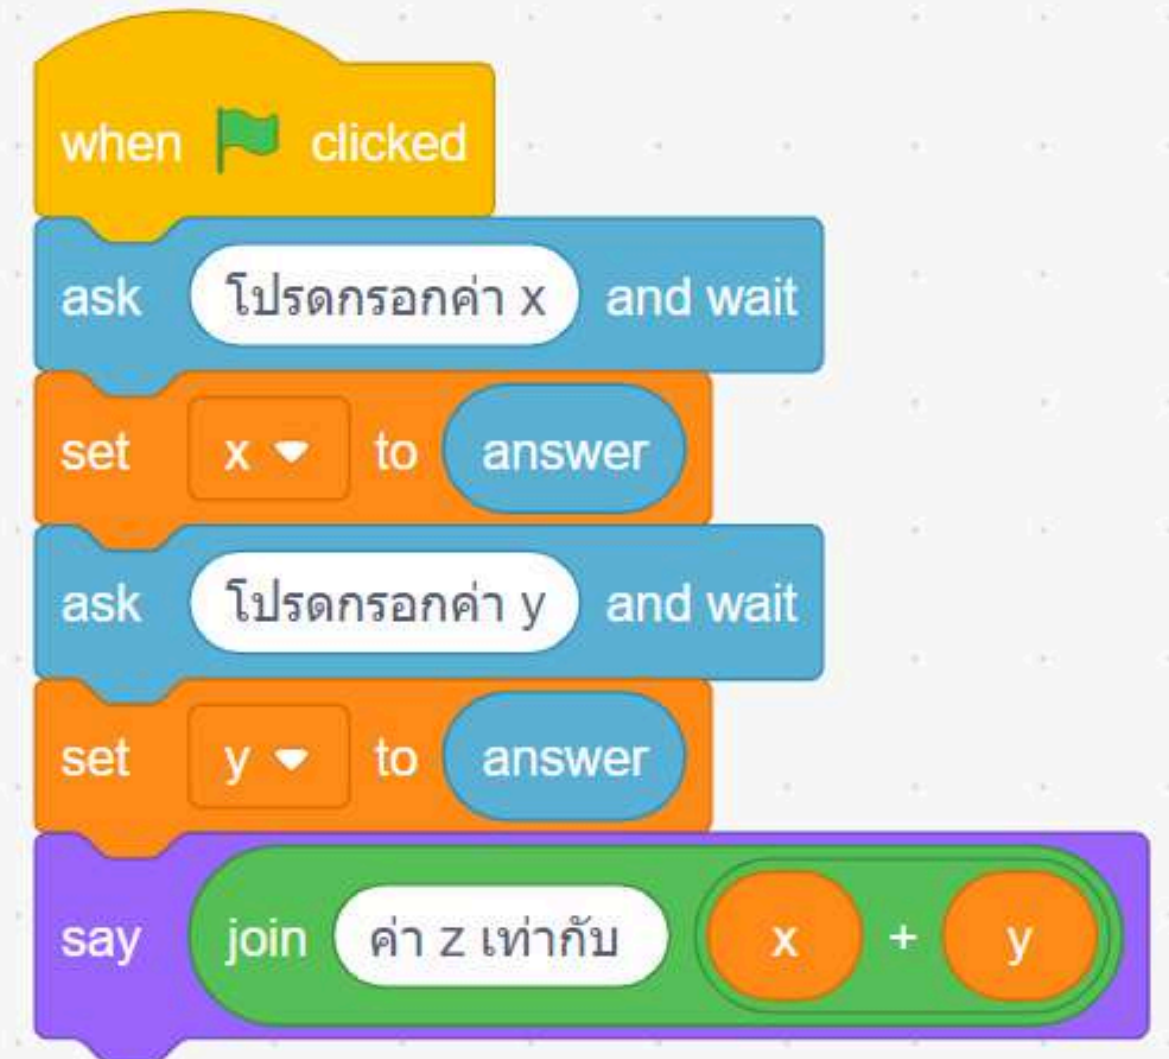 when clicked
ask โปรดกรอกค่า x and wait
set x to answer
ask โปรดกรอกค่า y and wait
set y to answer
say join ค่า z เท่ากับ x + y